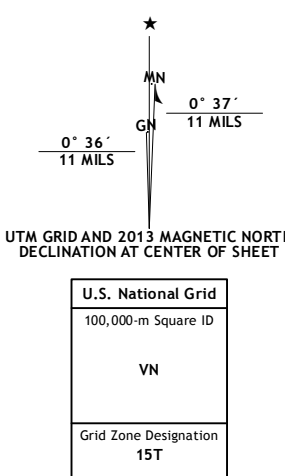 MN
GN
0° 37´
11 MILS
0° 36´
11 MILS
UTM GRID AND 2013 MAGNETIC NORTH
DECLINATION AT CENTER OF SHEET
U.S. National Grid
100,000-m Square ID
VN
Grid Zone Designation
15T